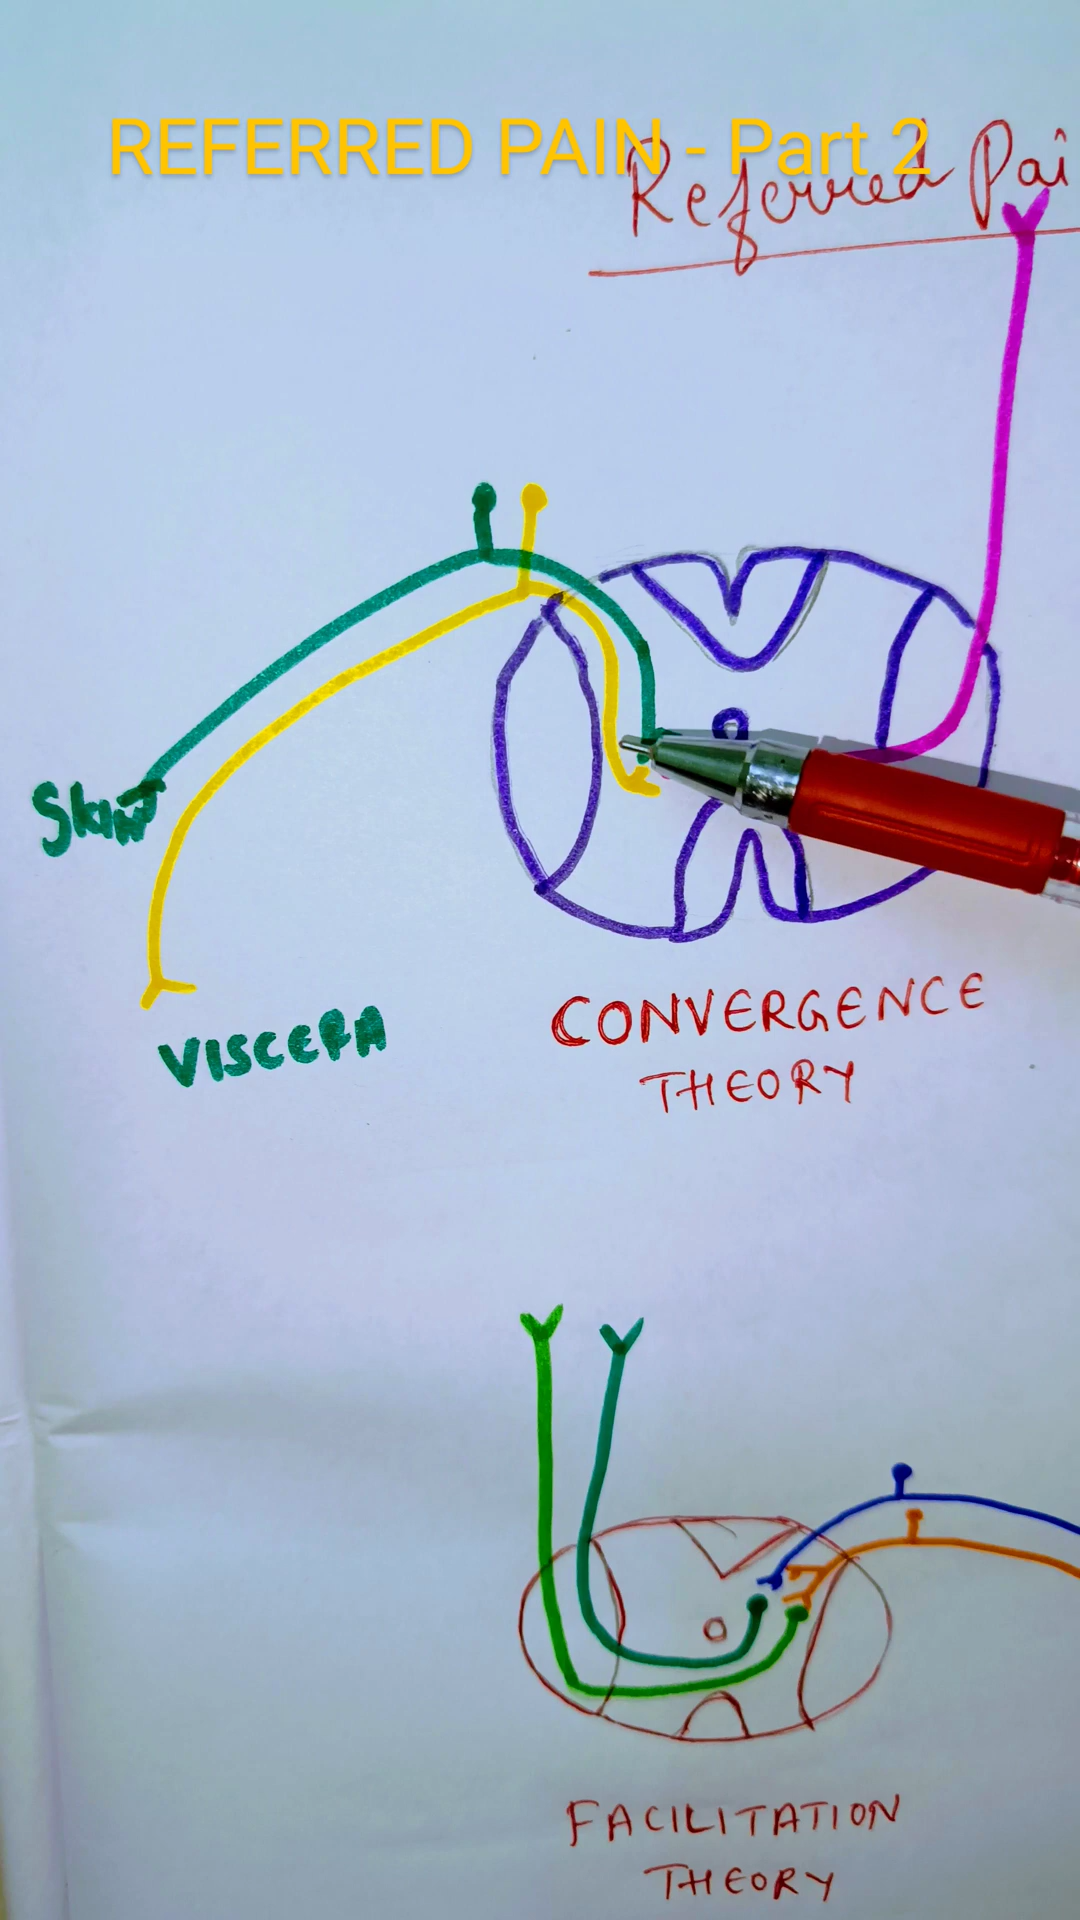 REFERRED PAIN - Part 2
Referred Pai
SKIN
VISCERA
CONVERGENCE
THEORY
FACILITATION
THEORY